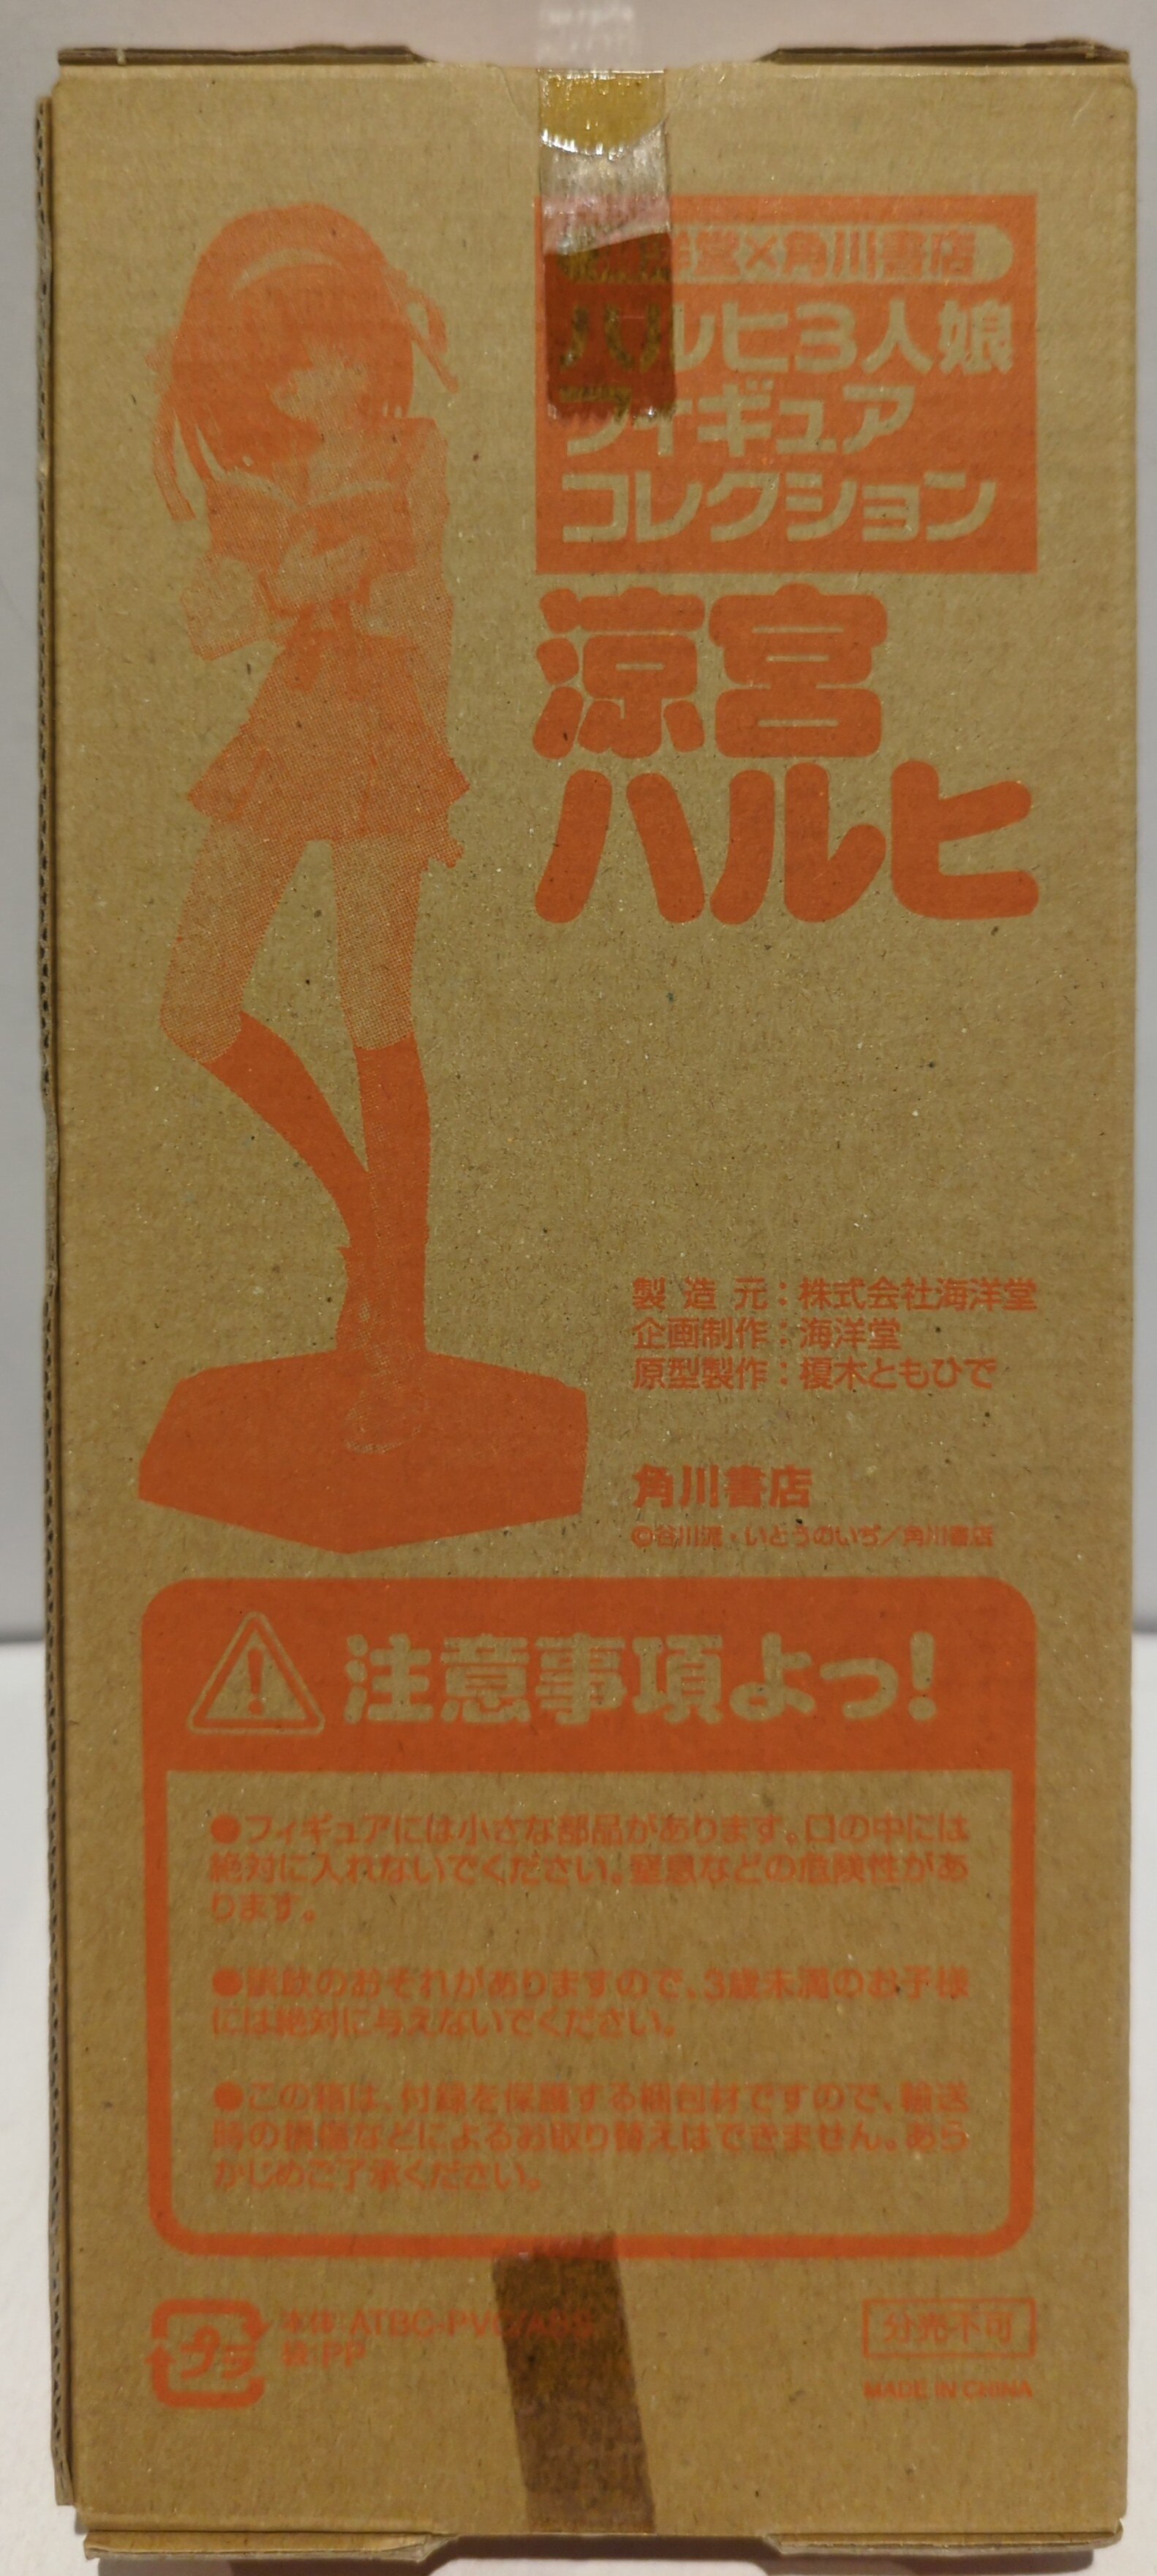 海洋堂×角川書店
ハルヒ3人娘
フィギュア
コレクション
涼宮
ハルヒ
製造元：株式会社海洋堂
企画制作：海洋堂
原型製作：榎木ともひで
角川書店
©谷川流・いとうのいぢ／角川書店
注意事項よっ!
●フィギュアには小さな部品があります。口の中には
絶対に入れないでください。窒息などの危険性があ
ります。
●誤飲のおそれがありますので、3歳未満のお子様
には絶対に与えないでください。
●この箱は、付録を保護する梱包材ですので、輸送
時の損傷などによるお取り替えはできません。あら
かじめご了承ください。
プラ
本体:ATBC-PVC/ABS
袋:PP
分売不可
MADE IN CHINA